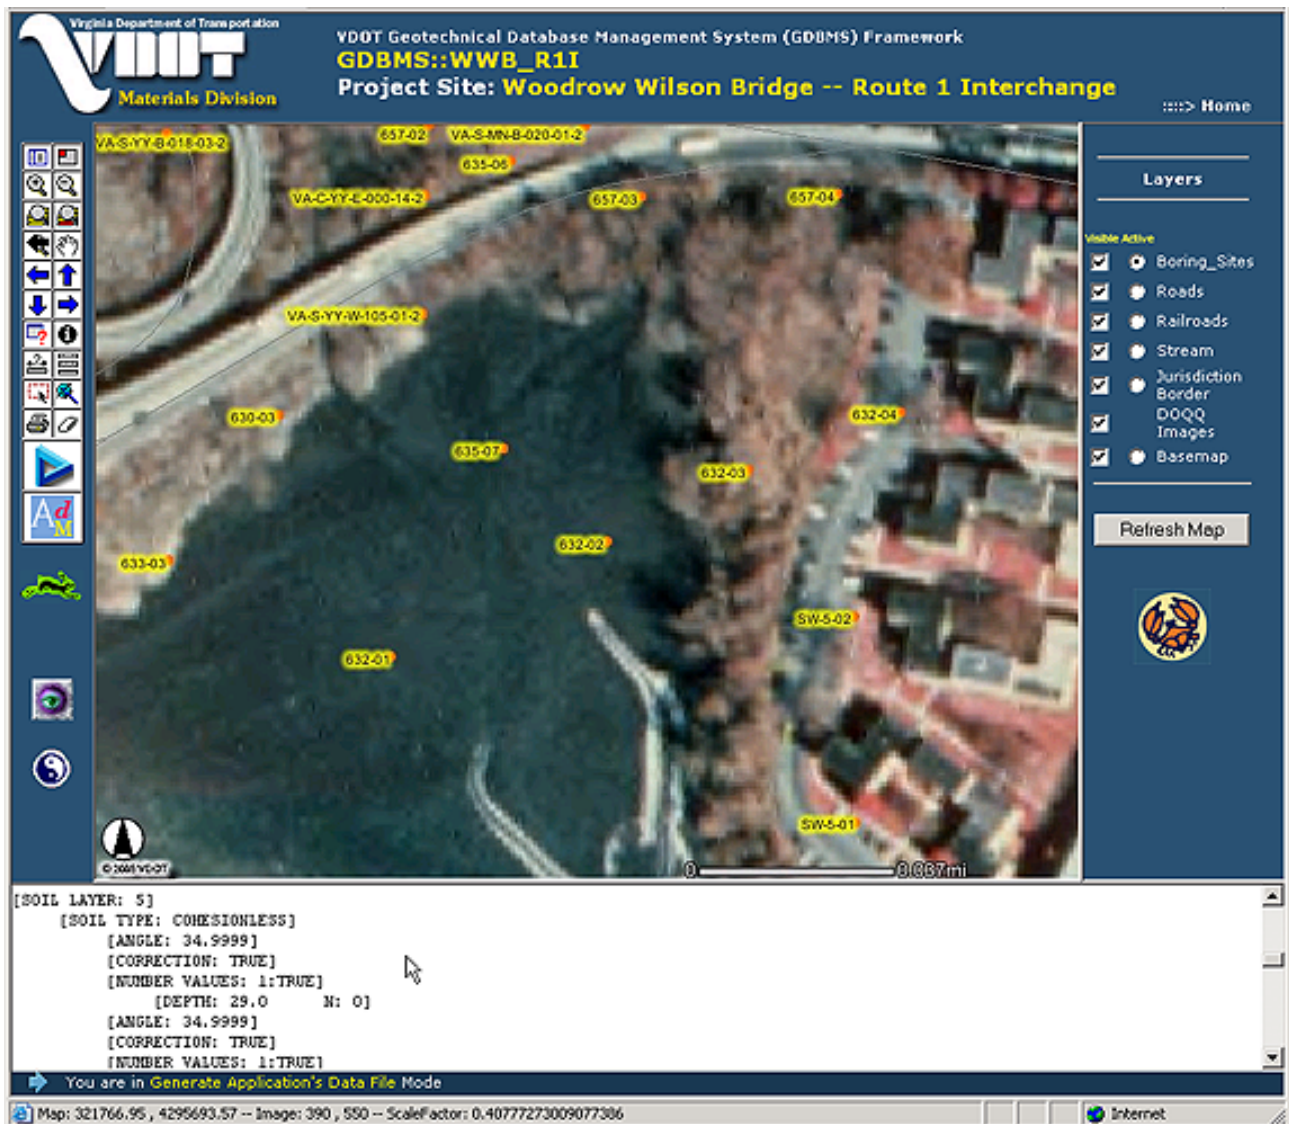 Virginia Department of Transportation
VDOT
Materials Division
VDOT Geotechnical Database Management System (GDBMS) Framework
GDBMS::WWB_R1I
Project Site: Woodrow Wilson Bridge -- Route 1 Interchange
::::> Home
VA-S-YY-B-018-03-2
657-02
VA-S-MN-B-020-01-2
635-06
VA-C-YY-E-000-14-2
657-03
657-04
VA-S-YY-W-105-01-2
630-03
632-04
635-07
632-03
632-02
633-03
SW-5-02
632-01
SW-5-01
0
0.037mi
Layers
Visible Active
Boring_Sites
Roads
Railroads
Stream
Jurisdiction
Border
DOQQ
Images
Basemap
Refresh Map
AdM
[SOIL LAYER: 5]
[SOIL TYPE: COHESIONLESS]
[ANGLE: 34.9999]
[CORRECTION: TRUE]
[NUMBER VALUES: 1:TRUE]
[DEPTH: 29.0 N: 0]
[ANGLE: 34.9999]
[CORRECTION: TRUE]
[NUMBER VALUES: 1:TRUE]
You are in Generate Application's Data File Mode
Map: 321766.95 , 4295693.57 -- Image: 390 , 550 -- ScaleFactor: 0.40777273009077386
Internet